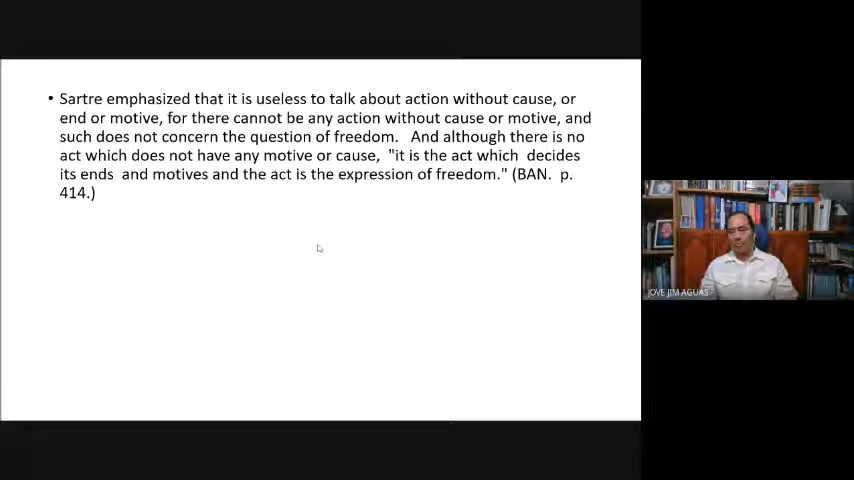 • Sartre emphasized that it is useless to talk about action without cause, or
end or motive, for there cannot be any action without cause or motive, and
such does not concern the question of freedom.   And although there is no
act which does not have any motive or cause,  "it is the act which  decides
its ends  and motives and the act is the expression of freedom." (BAN.  p.
414.)
JOVE JIM AGUAS